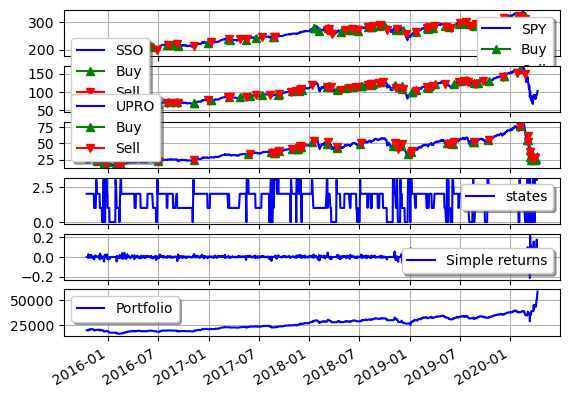 300
200
SPY
Buy
Sell
150
100
50
SSO
Buy
Sell
75
50
25
UPRO
Buy
Sell
2.5
0.0
states
0.2
0.0
−0.2
Simple returns
50000
25000
Portfolio
2016-01 2016-07 2017-01 2017-07 2018-01 2018-07 2019-01 2019-07 2020-01